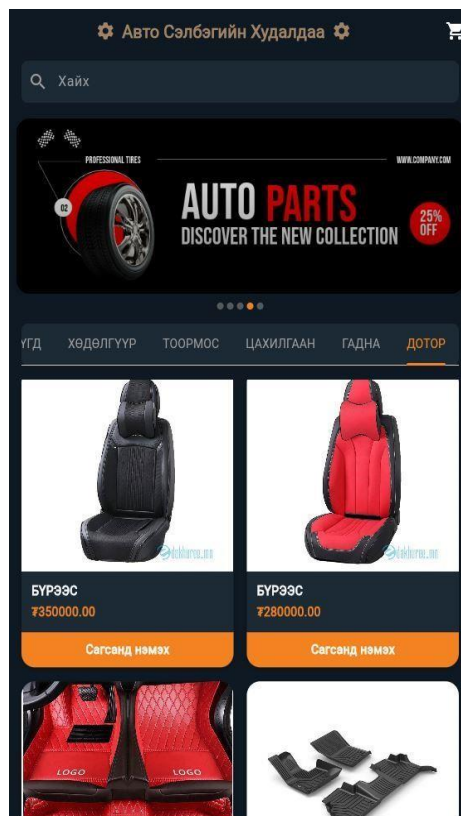 Авто Сэлбэгийн Худалдаа
Хайх
PROFESSIONAL TIRES
WWW.COMPANY.COM
02
AUTO PARTS
DISCOVER THE NEW COLLECTION
25%
OFF
ҮГД ХӨДӨЛГҮҮР ТООРМОС ЦАХИЛГААН ГАДНА ДОТОР
БҮРЭЭС
₮350000.00
Сагсанд нэмэх
БҮРЭЭС
₮280000.00
Сагсанд нэмэх
LOGO LOGO